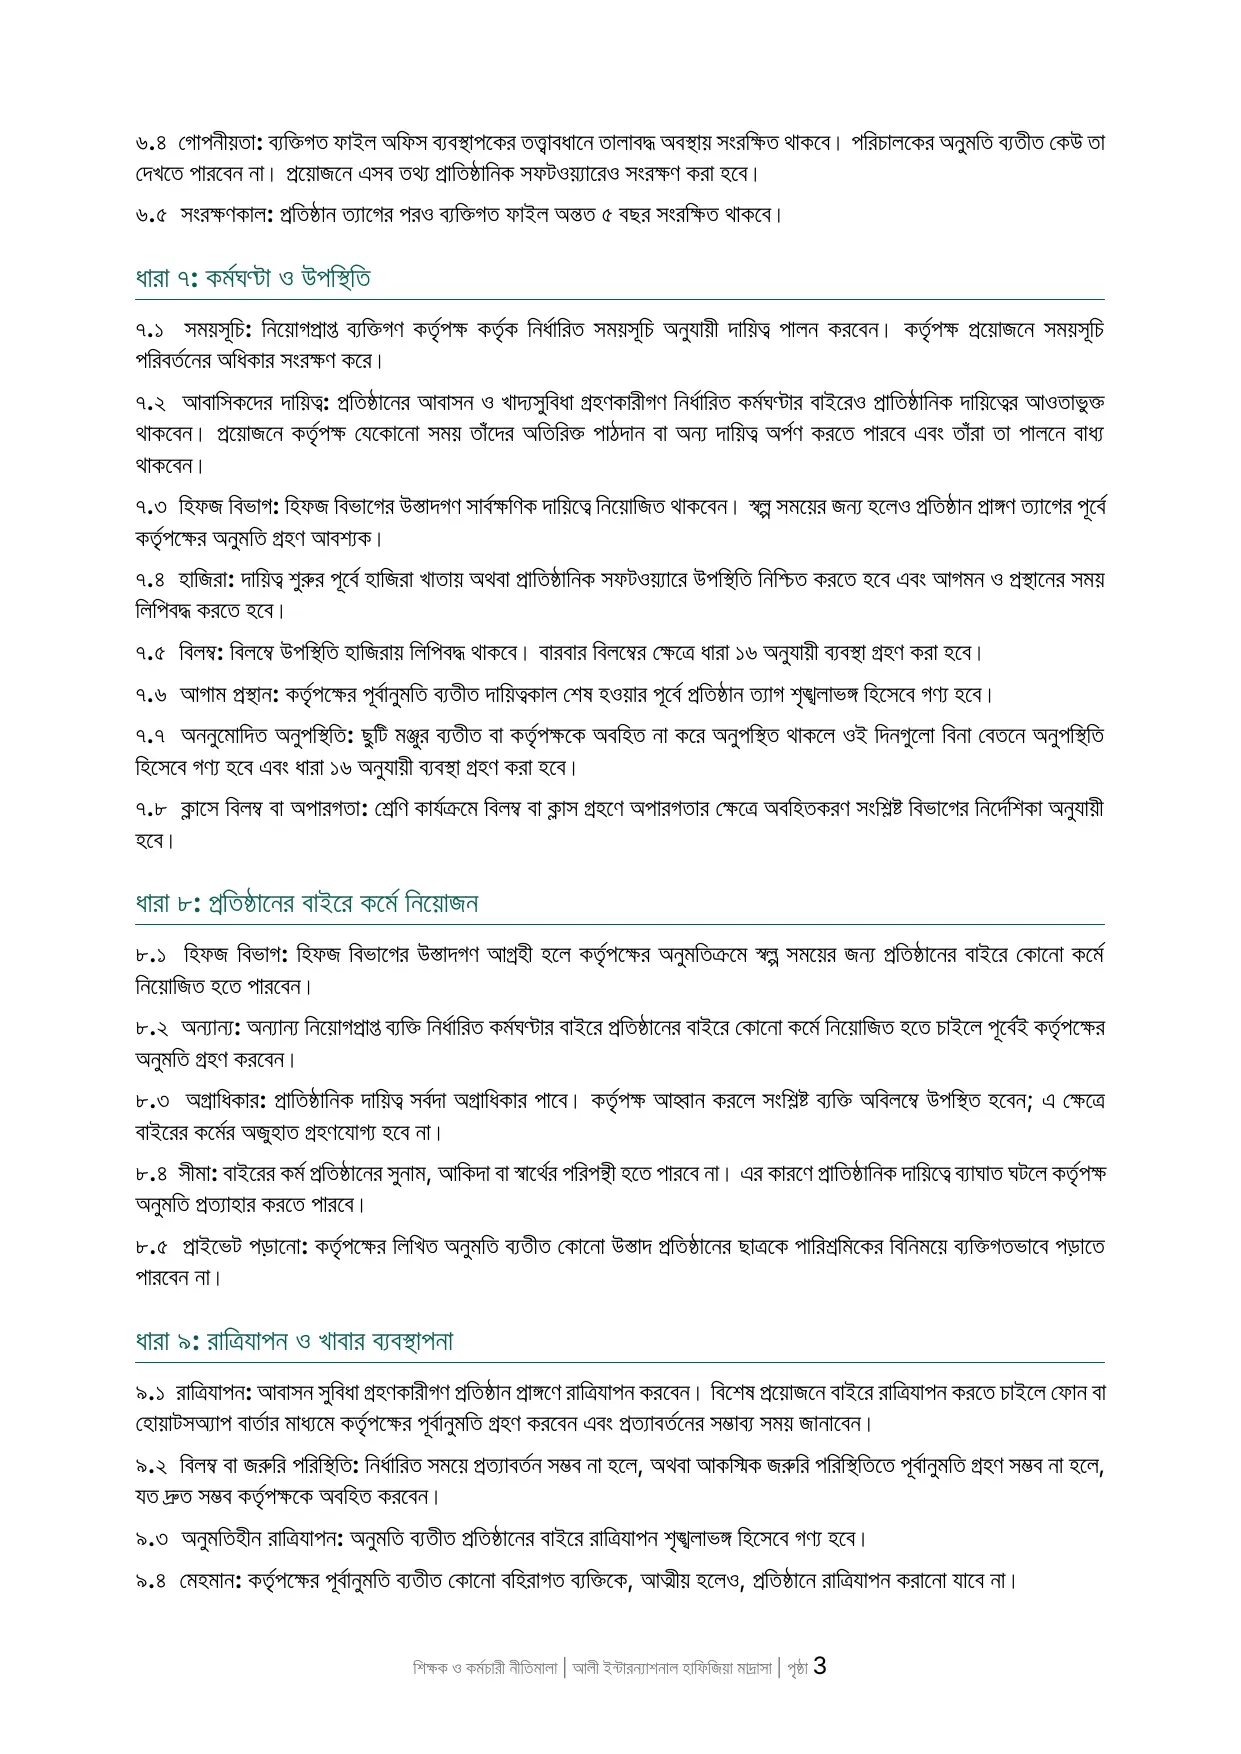 ৬.৪ গোপনীয়তা: ব্যক্তিগত ফাইল অফিস ব্যবস্থাপকের তত্ত্বাবধানে তালাবদ্ধ অবস্থায় সংরক্ষিত থাকবে। পরিচালকের অনুমতি ব্যতীত কেউ তা
দেখতে পারবেন না। প্রয়োজনে এসব তথ্য প্রাতিষ্ঠানিক সফটওয়্যারেও সংরক্ষণ করা হবে।
৬.৫ সংরক্ষণকাল: প্রতিষ্ঠান ত্যাগের পরও ব্যক্তিগত ফাইল অন্তত ৫ বছর সংরক্ষিত থাকবে।
ধারা ৭: কর্মঘণ্টা ও উপস্থিতি
৭.১ সময়সূচি: নিয়োগপ্রাপ্ত ব্যক্তিগণ কর্তৃপক্ষ কর্তৃক নির্ধারিত সময়সূচি অনুযায়ী দায়িত্ব পালন করবেন। কর্তৃপক্ষ প্রয়োজনে সময়সূচি
পরিবর্তনের অধিকার সংরক্ষণ করে।
৭.২ আবাসিকদের দায়িত্ব: প্রতিষ্ঠানের আবাসন ও খাদ্যসুবিধা গ্রহণকারীগণ নির্ধারিত কর্মঘণ্টার বাইরেও প্রাতিষ্ঠানিক দায়িত্বের আওতাভুক্ত
থাকবেন। প্রয়োজনে কর্তৃপক্ষ যেকোনো সময় তাঁদের অতিরিক্ত পাঠদান বা অন্য দায়িত্ব অর্পণ করতে পারবে এবং তাঁরা তা পালনে বাধ্য
থাকবেন।
৭.৩ হিফজ বিভাগ: হিফজ বিভাগের উস্তাদগণ সার্বক্ষণিক দায়িত্বে নিয়োজিত থাকবেন। স্বল্প সময়ের জন্য হলেও প্রতিষ্ঠান প্রাঙ্গণ ত্যাগের পূর্বে
কর্তৃপক্ষের অনুমতি গ্রহণ আবশ্যক।
৭.৪ হাজিরা: দায়িত্ব শুরুর পূর্বে হাজিরা খাতায় অথবা প্রাতিষ্ঠানিক সফটওয়্যারে উপস্থিতি নিশ্চিত করতে হবে এবং আগমন ও প্রস্থানের সময়
লিপিবদ্ধ করতে হবে।
৭.৫ বিলম্ব: বিলম্বে উপস্থিতি হাজিরায় লিপিবদ্ধ থাকবে। বারবার বিলম্বের ক্ষেত্রে ধারা ১৬ অনুযায়ী ব্যবস্থা গ্রহণ করা হবে।
৭.৬ আগাম প্রস্থান: কর্তৃপক্ষের পূর্বানুমতি ব্যতীত দায়িত্বকাল শেষ হওয়ার পূর্বে প্রতিষ্ঠান ত্যাগ শৃঙ্খলাভঙ্গ হিসেবে গণ্য হবে।
৭.৭ অননুমোদিত অনুপস্থিতি: ছুটি মঞ্জুর ব্যতীত বা কর্তৃপক্ষকে অবহিত না করে অনুপস্থিত থাকলে ওই দিনগুলো বিনা বেতনে অনুপস্থিতি
হিসেবে গণ্য হবে এবং ধারা ১৬ অনুযায়ী ব্যবস্থা গ্রহণ করা হবে।
৭.৮ ক্লাসে বিলম্ব বা অপারগতা: শ্রেণি কার্যক্রমে বিলম্ব বা ক্লাস গ্রহণে অপারগতার ক্ষেত্রে অবহিতকরণ সংশ্লিষ্ট বিভাগের নির্দেশিকা অনুযায়ী
হবে।
ধারা ৮: প্রতিষ্ঠানের বাইরে কর্মে নিয়োজন
৮.১ হিফজ বিভাগ: হিফজ বিভাগের উস্তাদগণ আগ্রহী হলে কর্তৃপক্ষের অনুমতিক্রমে স্বল্প সময়ের জন্য প্রতিষ্ঠানের বাইরে কোনো কর্মে
নিয়োজিত হতে পারবেন।
৮.২ অন্যান্য: অন্যান্য নিয়োগপ্রাপ্ত ব্যক্তি নির্ধারিত কর্মঘণ্টার বাইরে প্রতিষ্ঠানের বাইরে কোনো কর্মে নিয়োজিত হতে চাইলে পূর্বেই কর্তৃপক্ষের
অনুমতি গ্রহণ করবেন।
৮.৩ অগ্রাধিকার: প্রাতিষ্ঠানিক দায়িত্ব সর্বদা অগ্রাধিকার পাবে। কর্তৃপক্ষ আহ্বান করলে সংশ্লিষ্ট ব্যক্তি অবিলম্বে উপস্থিত হবেন; এ ক্ষেত্রে
বাইরের কর্মের অজুহাত গ্রহণযোগ্য হবে না।
৮.৪ সীমা: বাইরের কর্ম প্রতিষ্ঠানের সুনাম, আকিদা বা স্বার্থের পরিপন্থী হতে পারবে না। এর কারণে প্রাতিষ্ঠানিক দায়িত্বে ব্যাঘাত ঘটলে কর্তৃপক্ষ
অনুমতি প্রত্যাহার করতে পারবে।
৮.৫ প্রাইভেট পড়ানো: কর্তৃপক্ষের লিখিত অনুমতি ব্যতীত কোনো উস্তাদ প্রতিষ্ঠানের ছাত্রকে পারিশ্রমিকের বিনিময়ে ব্যক্তিগতভাবে পড়াতে
পারবেন না।
ধারা ৯: রাত্রিযাপন ও খাবার ব্যবস্থাপনা
৯.১ রাত্রিযাপন: আবাসন সুবিধা গ্রহণকারীগণ প্রতিষ্ঠান প্রাঙ্গণে রাত্রিযাপন করবেন। বিশেষ প্রয়োজনে বাইরে রাত্রিযাপন করতে চাইলে ফোন বা
হোয়াটসঅ্যাপ বার্তার মাধ্যমে কর্তৃপক্ষের পূর্বানুমতি গ্রহণ করবেন এবং প্রত্যাবর্তনের সম্ভাব্য সময় জানাবেন।
৯.২ বিলম্ব বা জরুরি পরিস্থিতি: নির্ধারিত সময়ে প্রত্যাবর্তন সম্ভব না হলে, অথবা আকস্মিক জরুরি পরিস্থিতিতে পূর্বানুমতি গ্রহণ সম্ভব না হলে,
যত দ্রুত সম্ভব কর্তৃপক্ষকে অবহিত করবেন।
৯.৩ অনুমতিহীন রাত্রিযাপন: অনুমতি ব্যতীত প্রতিষ্ঠানের বাইরে রাত্রিযাপন শৃঙ্খলাভঙ্গ হিসেবে গণ্য হবে।
৯.৪ মেহমান: কর্তৃপক্ষের পূর্বানুমতি ব্যতীত কোনো বহিরাগত ব্যক্তিকে, আত্মীয় হলেও, প্রতিষ্ঠানে রাত্রিযাপন করানো যাবে না।
শিক্ষক ও কর্মচারী নীতিমালা | আলী ইন্টারন্যাশনাল হাফিজিয়া মাদ্রাসা | পৃষ্ঠা 3